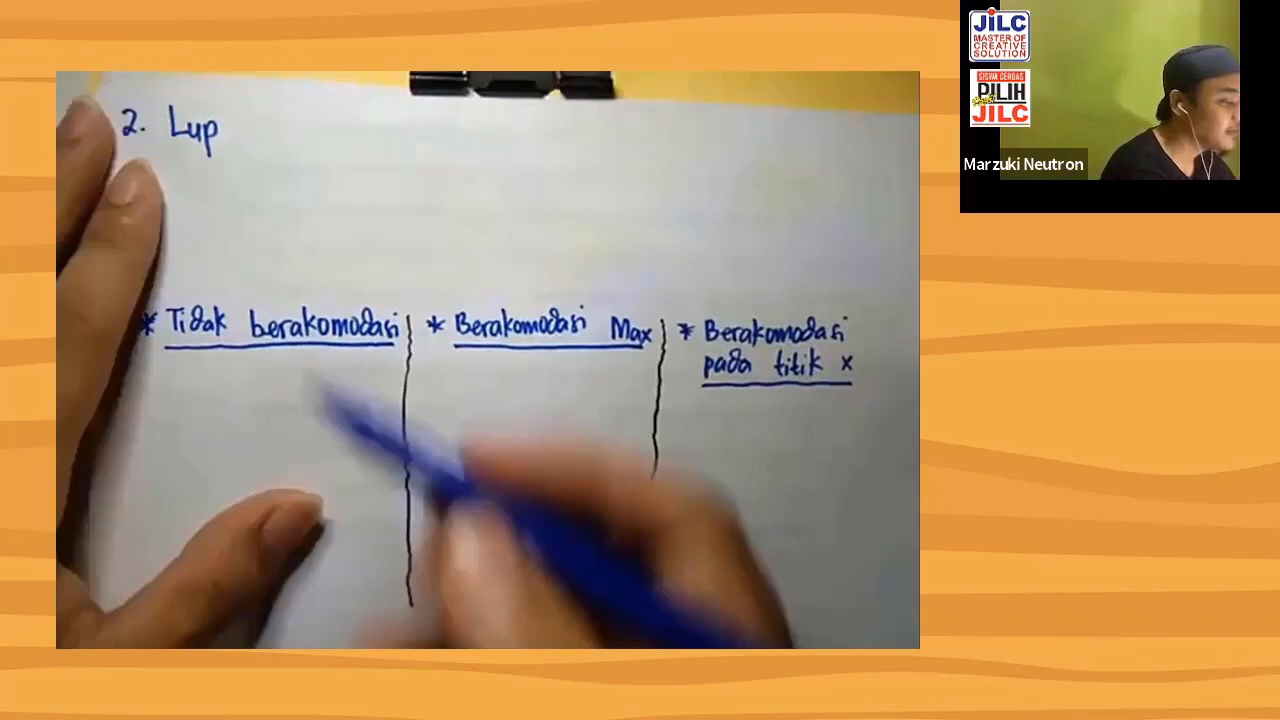 2. Lup
* Tidak berakomodasi
* Berakomodasi Max
* Berakomodasi
pada titik x
JILC
MASTER OF
CREATIVE
SOLUTION
SISWA CERDAS
PILIH
JILC
Marzuki Neutron